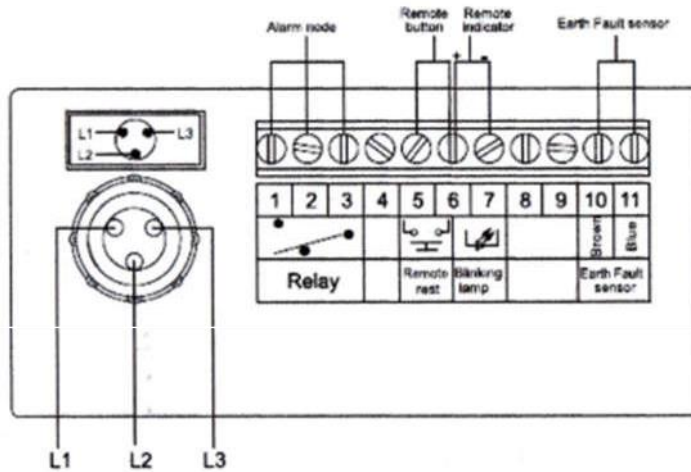 Alarm node
Remote button
Remote indicator
Earth Fault sensor
+ -
L1 L3
L2
1 2 3 4 5 6 7 8 9 10 11
Brown
Blue
Relay
Remote rest
Blinking lamp
Earth Fault sensor
L1 L2 L3